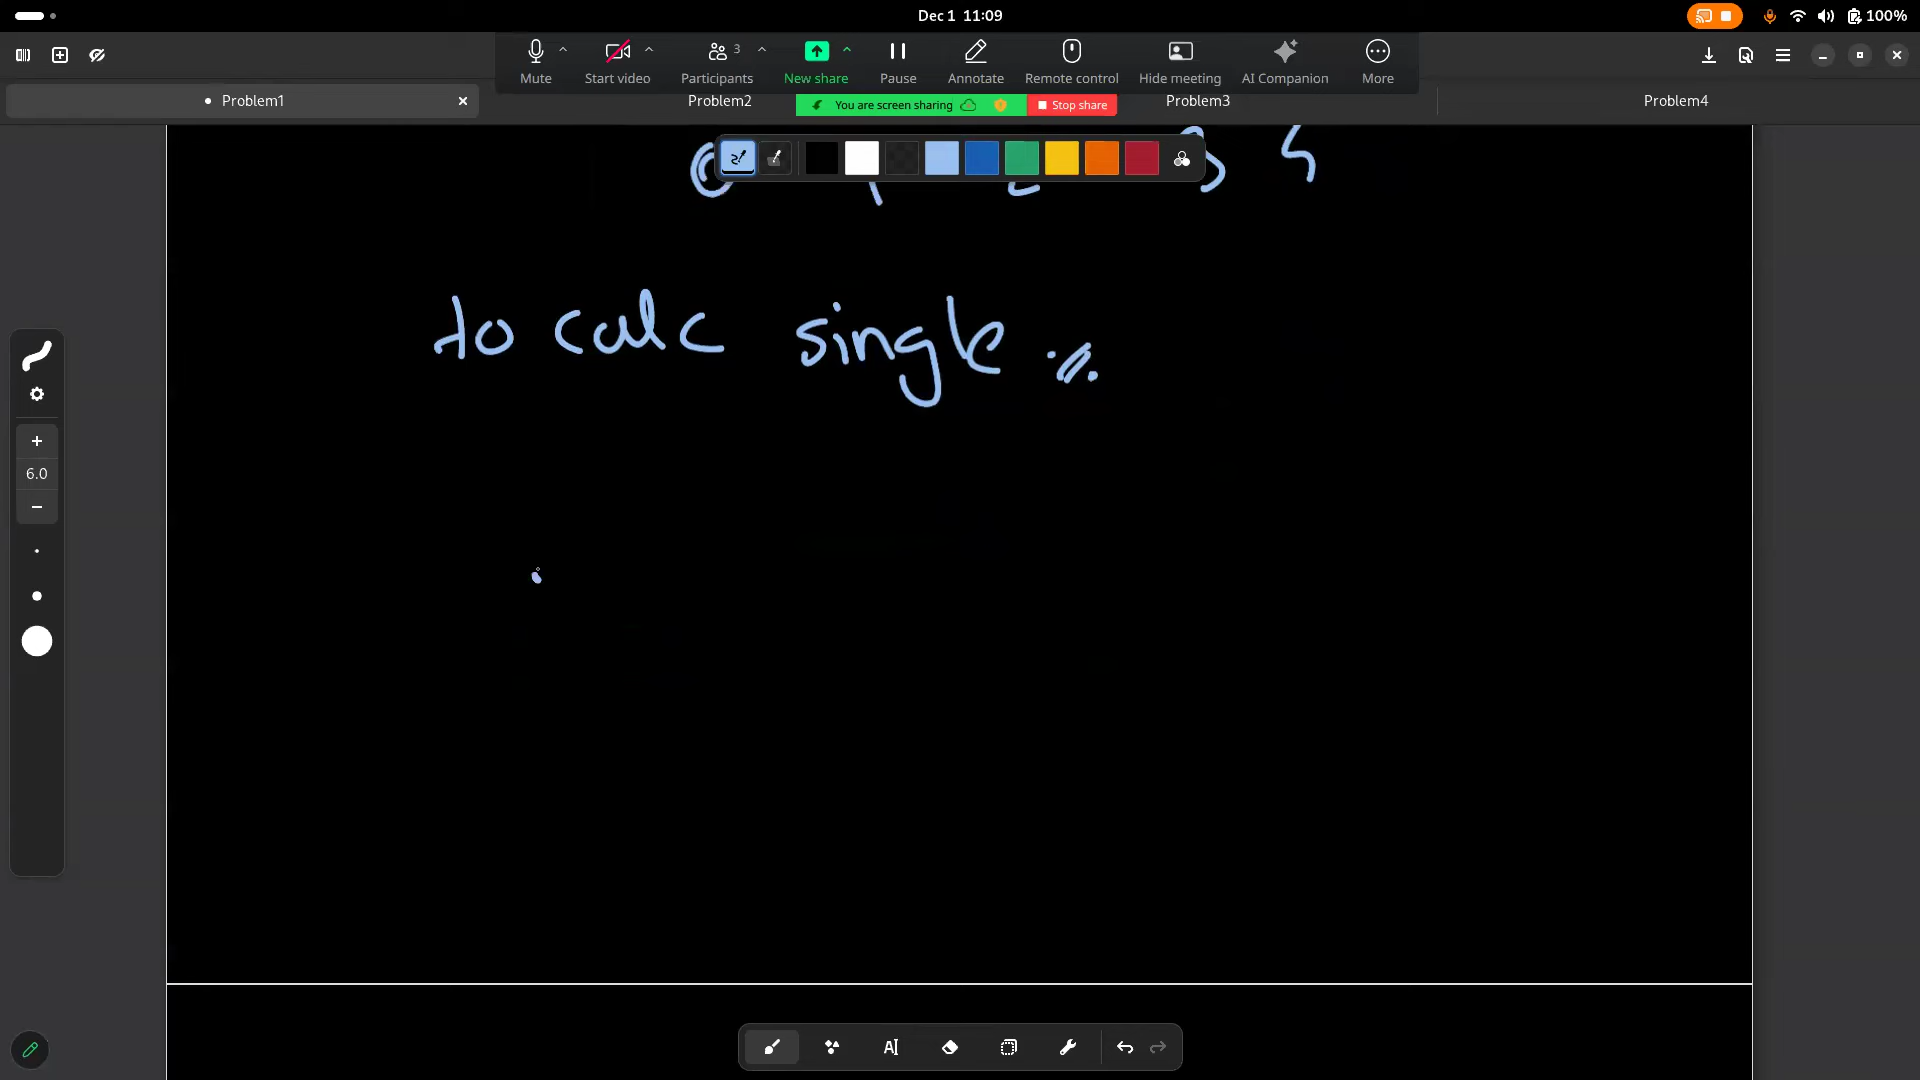 Dec 1 11:09
100%
Mute
Start video
3
Participants
New share
Pause
Annotate
Remote control
Hide meeting
AI Companion
More
Problem1
Problem2
You are screen sharing
Stop share
Problem3
Problem4
to calc single
6.0